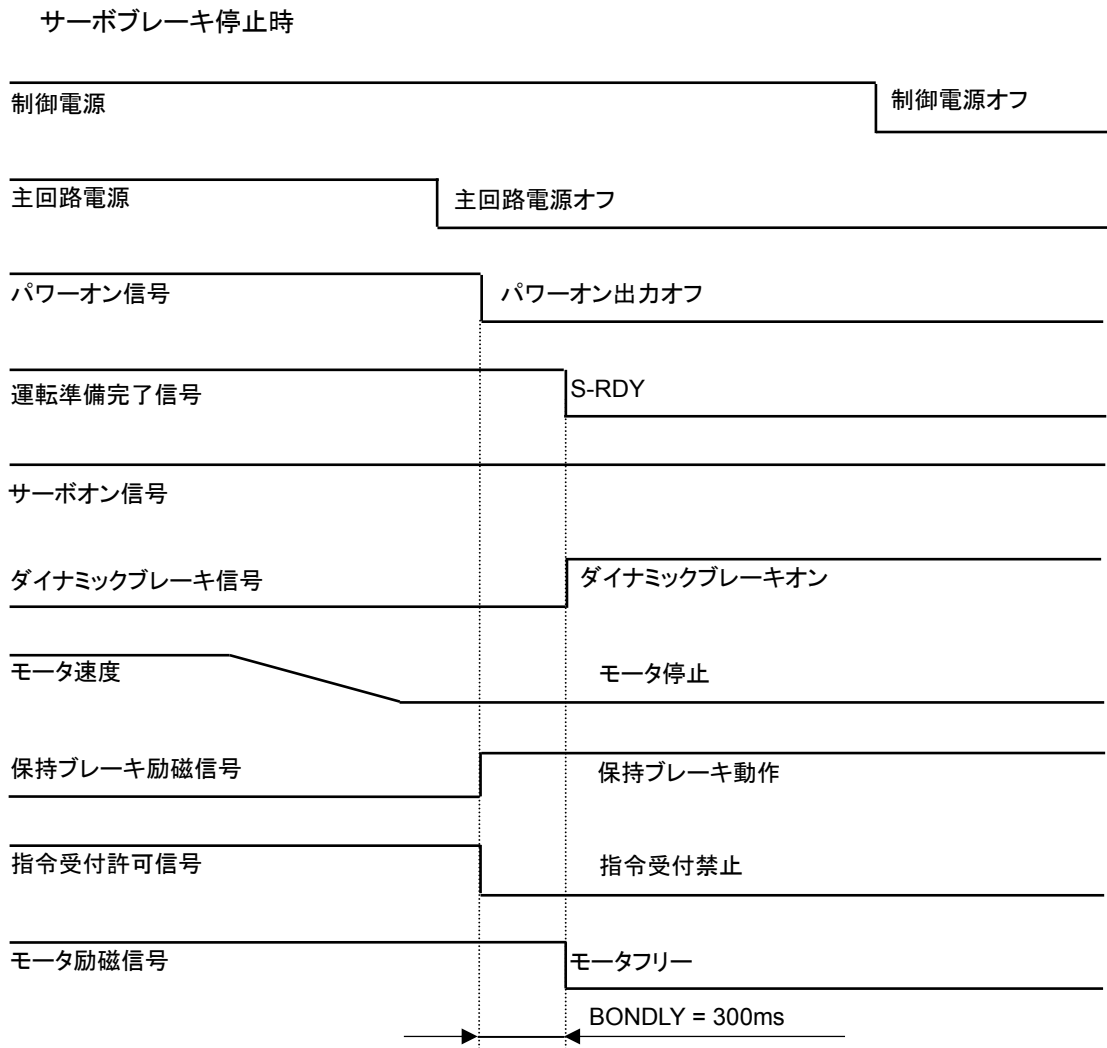 サーボブレーキ停止時
制御電源
制御電源オフ
主回路電源
主回路電源オフ
パワーオン信号
パワーオン出力オフ
運転準備完了信号
S-RDY
サーボオン信号
ダイナミックブレーキ信号
ダイナミックブレーキオン
モータ速度
モータ停止
保持ブレーキ励磁信号
保持ブレーキ動作
指令受付許可信号
指令受付禁止
モータ励磁信号
モータフリー
BONDLY = 300ms